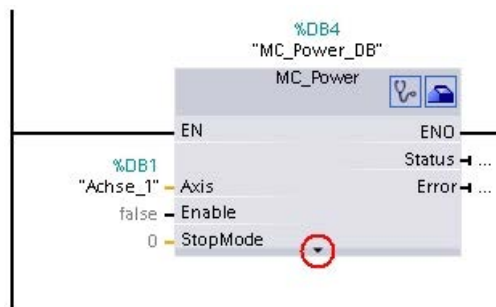 %DB4
"MC_Power_DB"
MC_Power
EN
ENO
%DB1
Status
...
"Achse_1"
Axis
Error
...
false
Enable
0
StopMode